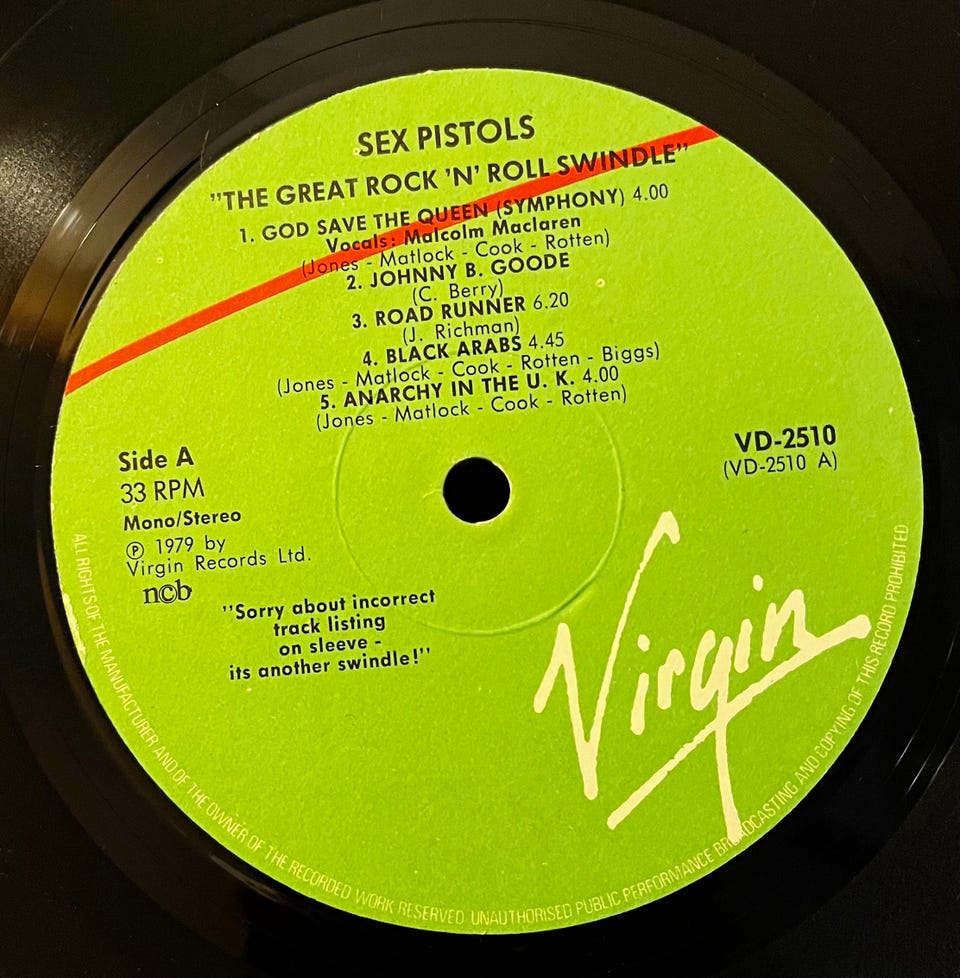 SEX PISTOLS
"THE GREAT ROCK 'N' ROLL SWINDLE"
1. GOD SAVE THE QUEEN (SYMPHONY) 4.00
Vocals: Malcolm Maclaren
(Jones - Matlock - Cook - Rotten)
2. JOHNNY B. GOODE
(C. Berry)
3. ROAD RUNNER 6.20
(J. Richman)
4. BLACK ARABS 4.45
(Jones - Matlock - Cook - Rotten - Biggs)
5. ANARCHY IN THE U. K. 4.00
(Jones - Matlock - Cook - Rotten)
Side A
33 RPM
Mono/Stereo
Ⓟ 1979 by
Virgin Records Ltd.
n©b
VD-2510
(VD-2510 A)
"Sorry about incorrect
track listing
on sleeve -
its another swindle!"
Virgin
ALL RIGHTS OF THE MANUFACTURER AND OF THE OWNER OF THE RECORDED WORK RESERVED UNAUTHORISED PUBLIC PERFORMANCE BROADCASTING AND COPYING OF THIS RECORD PROHIBITED